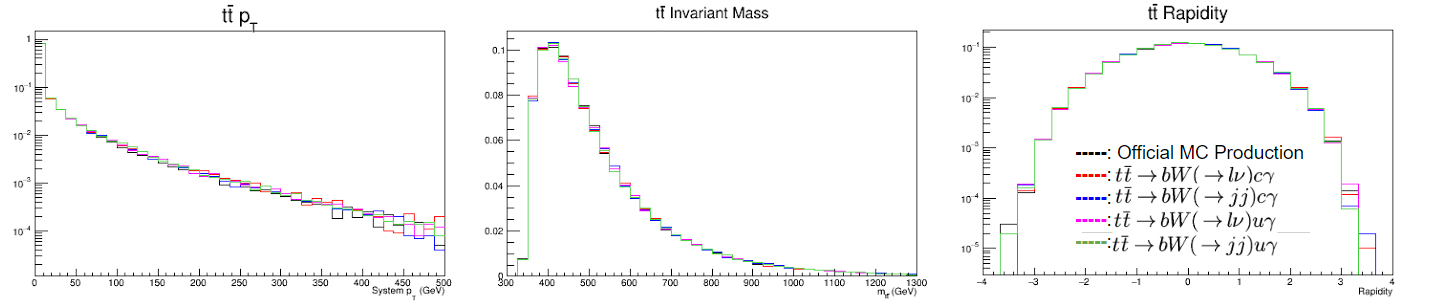 tt̄ p_T
1
10⁻¹
10⁻²
10⁻³
10⁻⁴
0 50 100 150 200 250 300 350 400 450 500
System p_T (GeV)
tt̄ Invariant Mass
0.1
0.08
0.06
0.04
0.02
0
300 400 500 600 700 800 900 1000 1100 1200 1300
m_tt̄ (GeV)
tt̄ Rapidity
10⁻¹
10⁻²
10⁻³
10⁻⁴
10⁻⁵
: Official MC Production
: tt̄ → bW(→ lν)cγ
: tt̄ → bW(→ jj)cγ
: tt̄ → bW(→ lν)uγ
: tt̄ → bW(→ jj)uγ
−4 −3 −2 −1 0 1 2 3 4
Rapidity